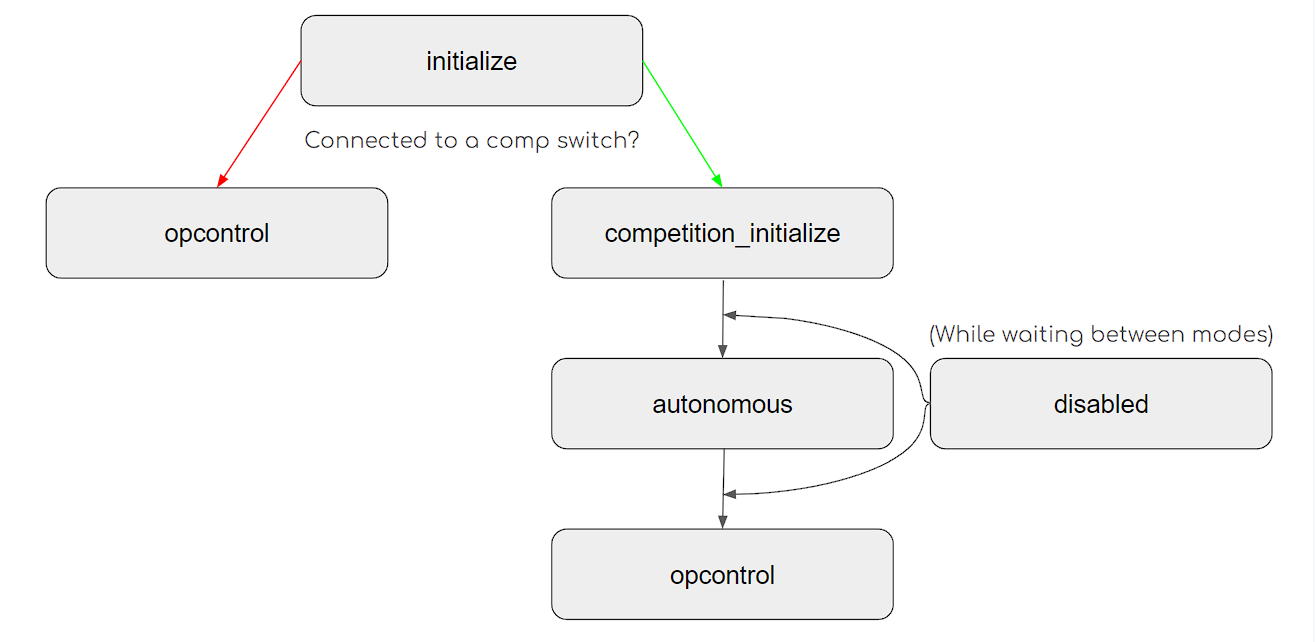 initialize
Connected to a comp switch?
opcontrol
competition_initialize
(While waiting between modes)
autonomous
disabled
opcontrol